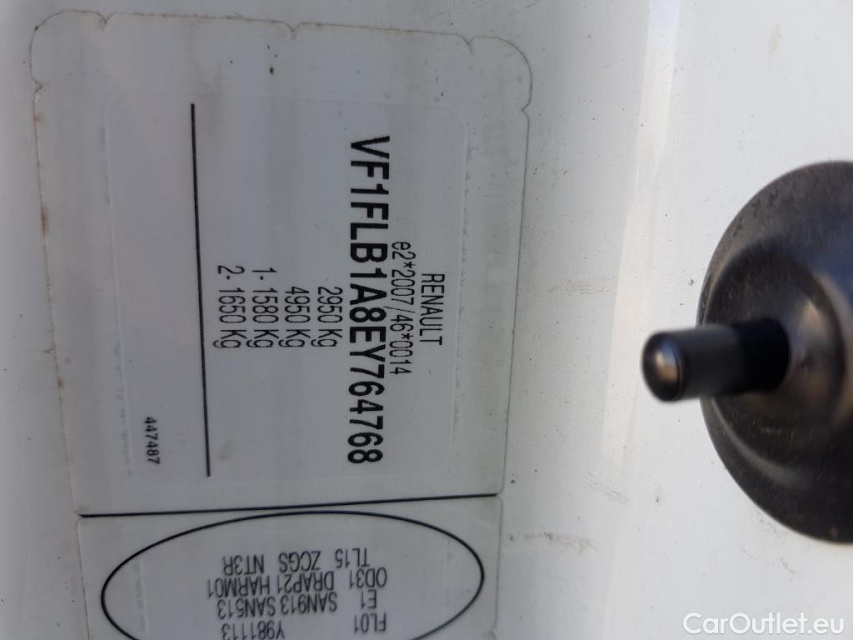 RENAULT
e2*2007/46*0014
VF1FLB1A8EY764768
2950 Kg
4950 Kg
1- 1580 Kg
2- 1650 Kg
447487
FL01
E1
OD31 DRAP21 HARM01
TL15 ZCGS NT3R
SAN913 SAN513
Y981113
CarOutlet.eu